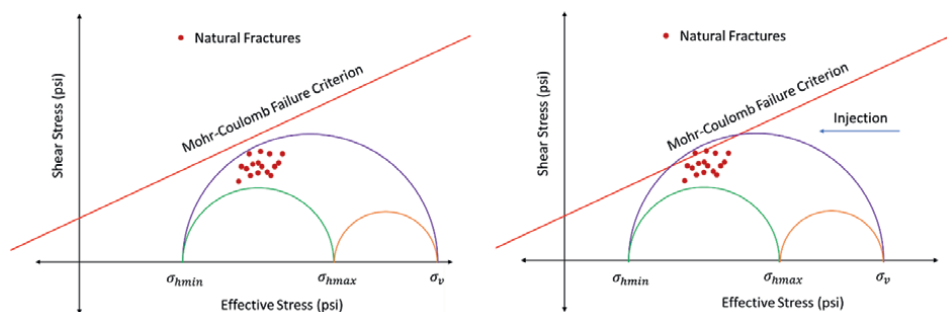 Natural Fractures
Shear Stress (psi)
Mohr-Coulomb Failure Criterion
σhmin
σhmax
σv
Effective Stress (psi)
Natural Fractures
Shear Stress (psi)
Mohr-Coulomb Failure Criterion
Injection
σhmin
σhmax
σv
Effective Stress (psi)